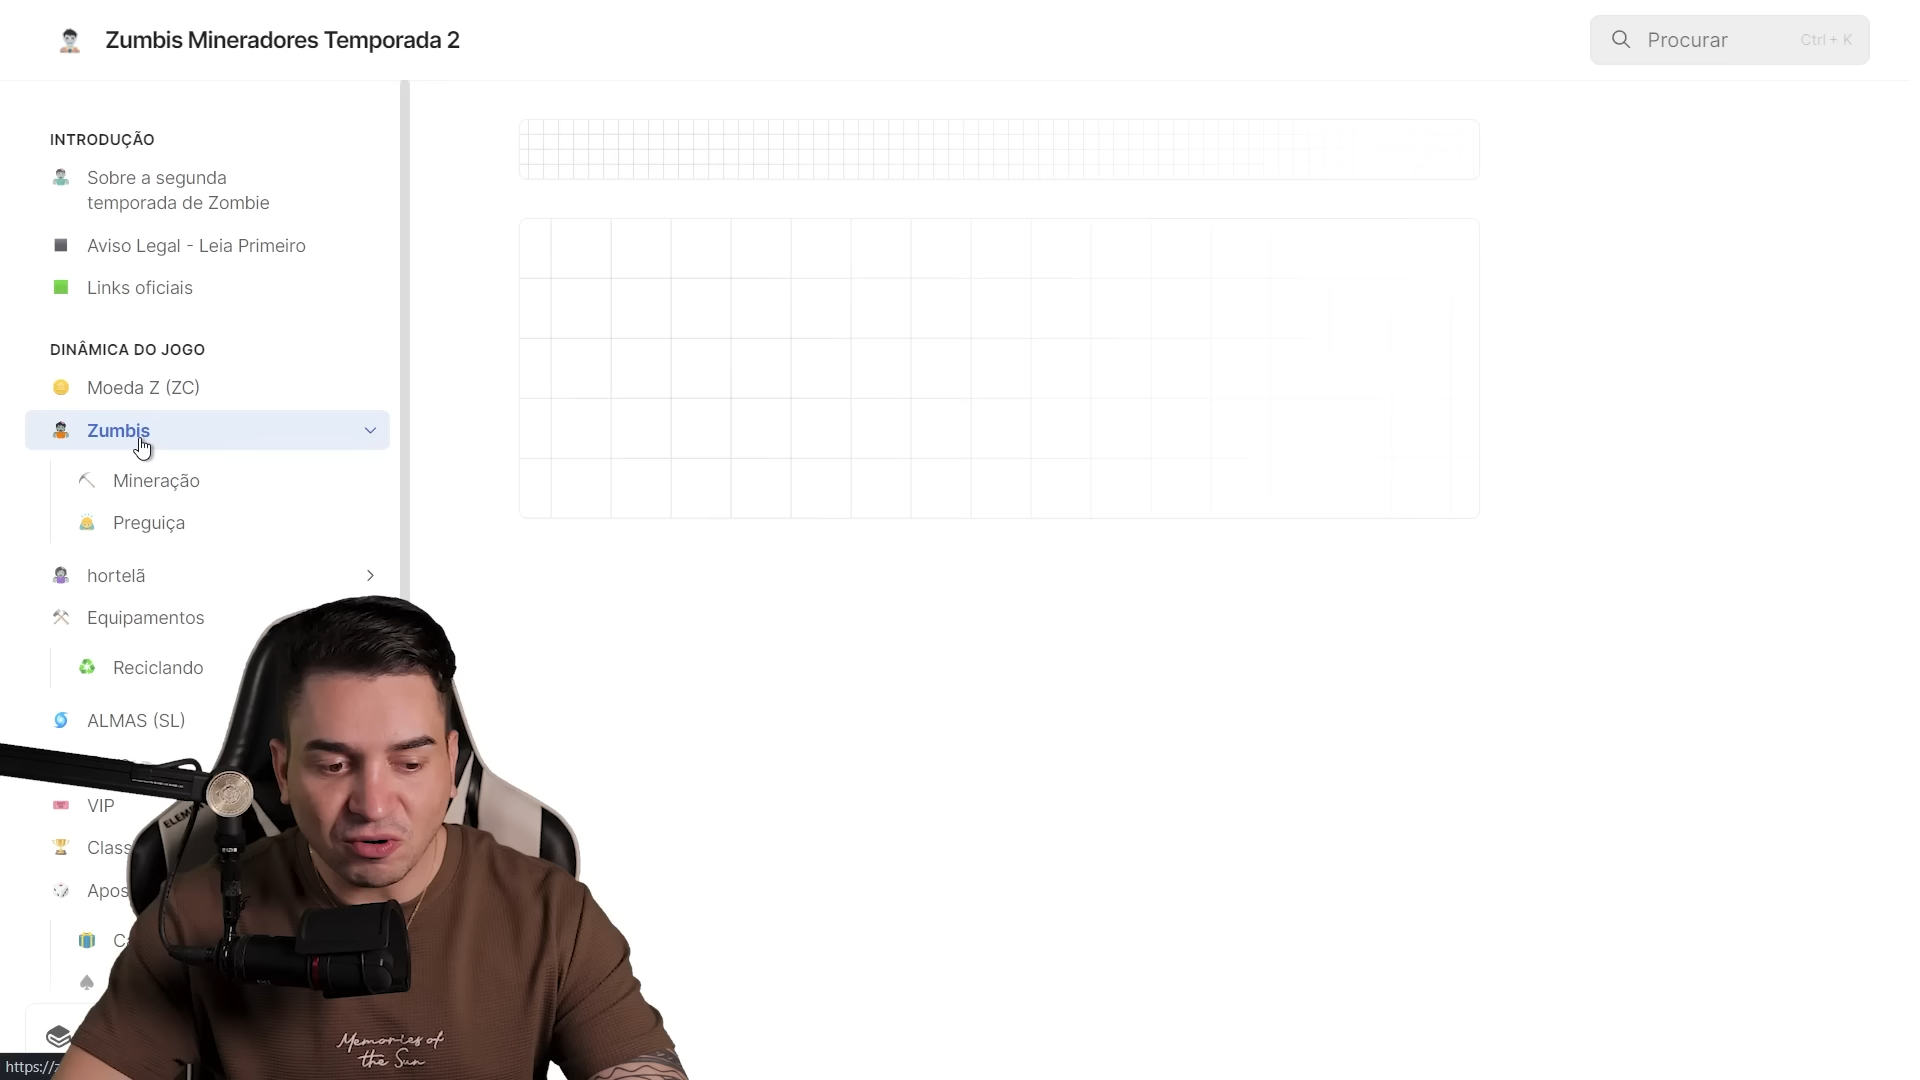 Zumbis Mineradores Temporada 2
Procurar
Ctrl + K
INTRODUÇÃO
Sobre a segunda
temporada de Zombie
Aviso Legal - Leia Primeiro
Links oficiais
DINÂMICA DO JOGO
Moeda Z (ZC)
Zumbis
Mineração
Preguiça
hortelã
Equipamentos
Reciclando
ALMAS (SL)
VIP
Class
Apos
C
https://z
ELEM
Memories of
the Sun